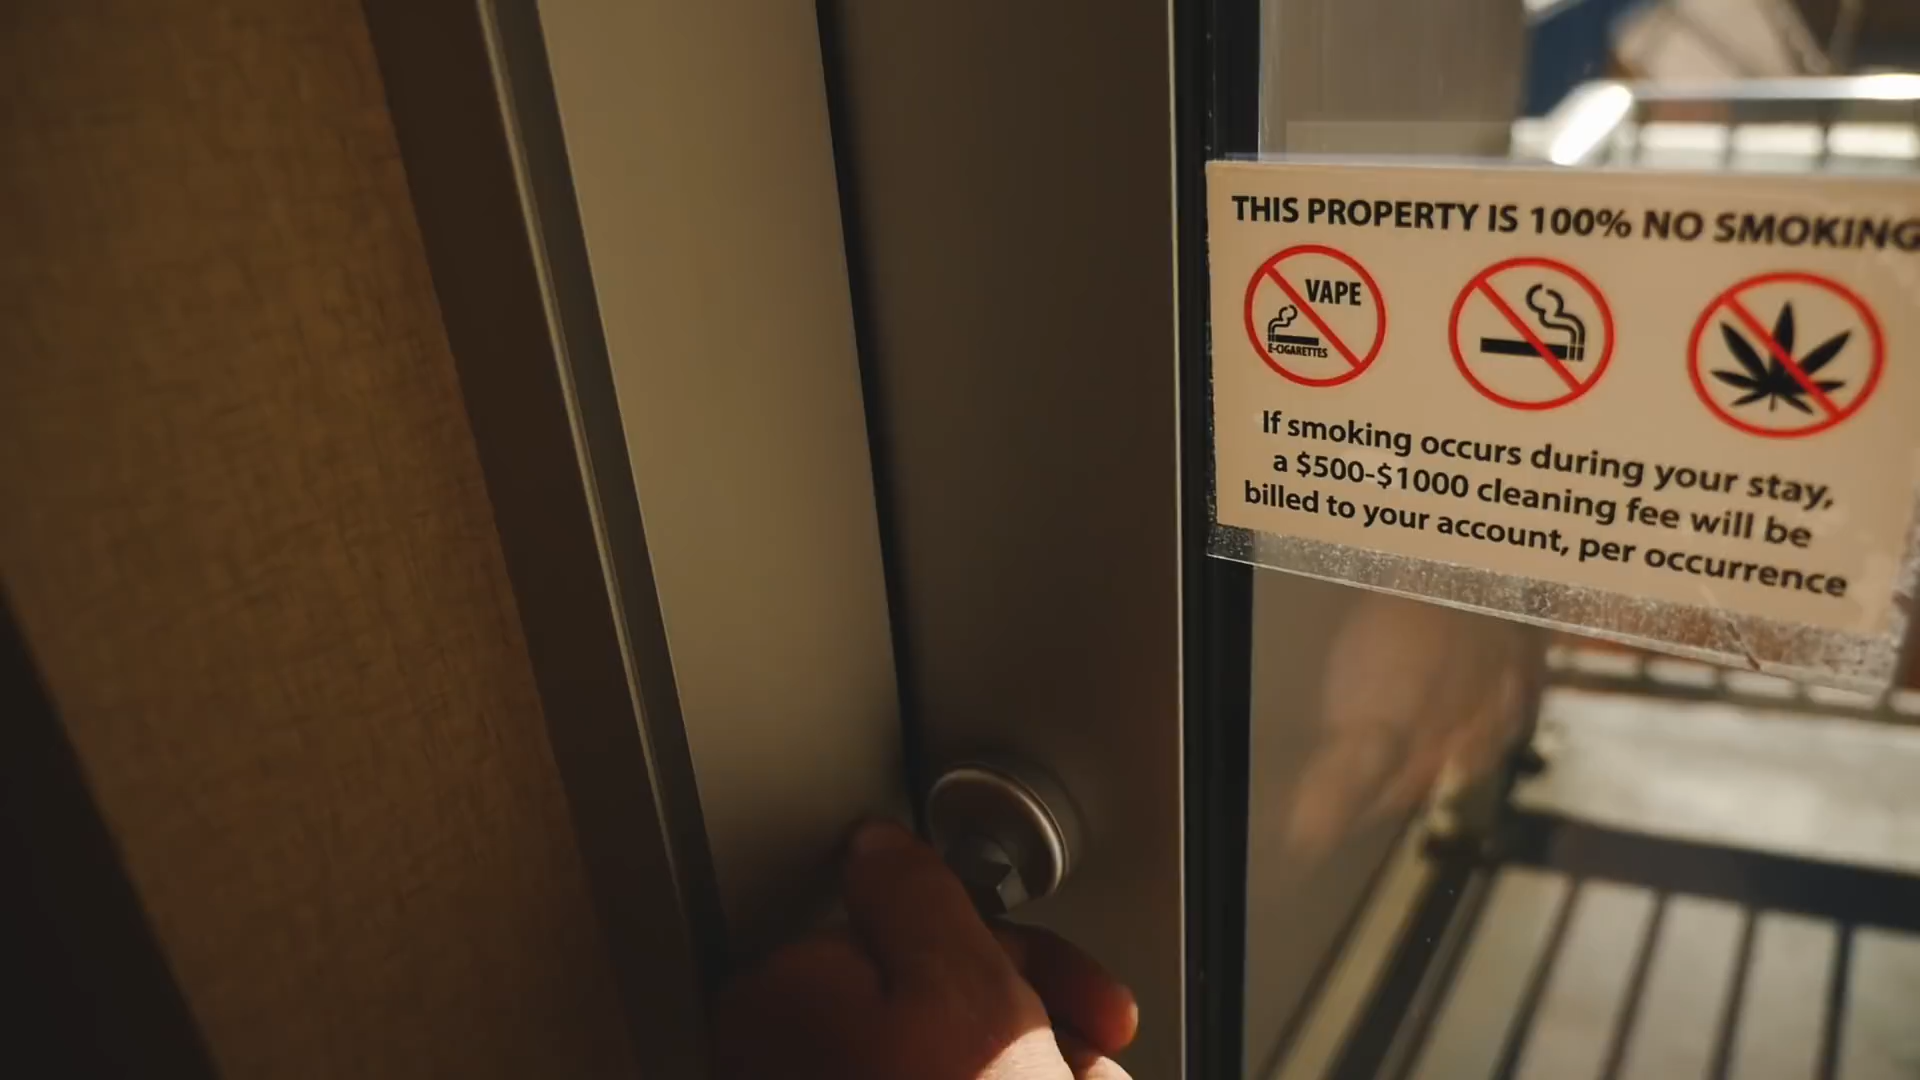 THIS PROPERTY IS 100% NO SMOKING
VAPE
E-CIGARETTES
If smoking occurs during your stay,
a $500-$1000 cleaning fee will be
billed to your account, per occurrence